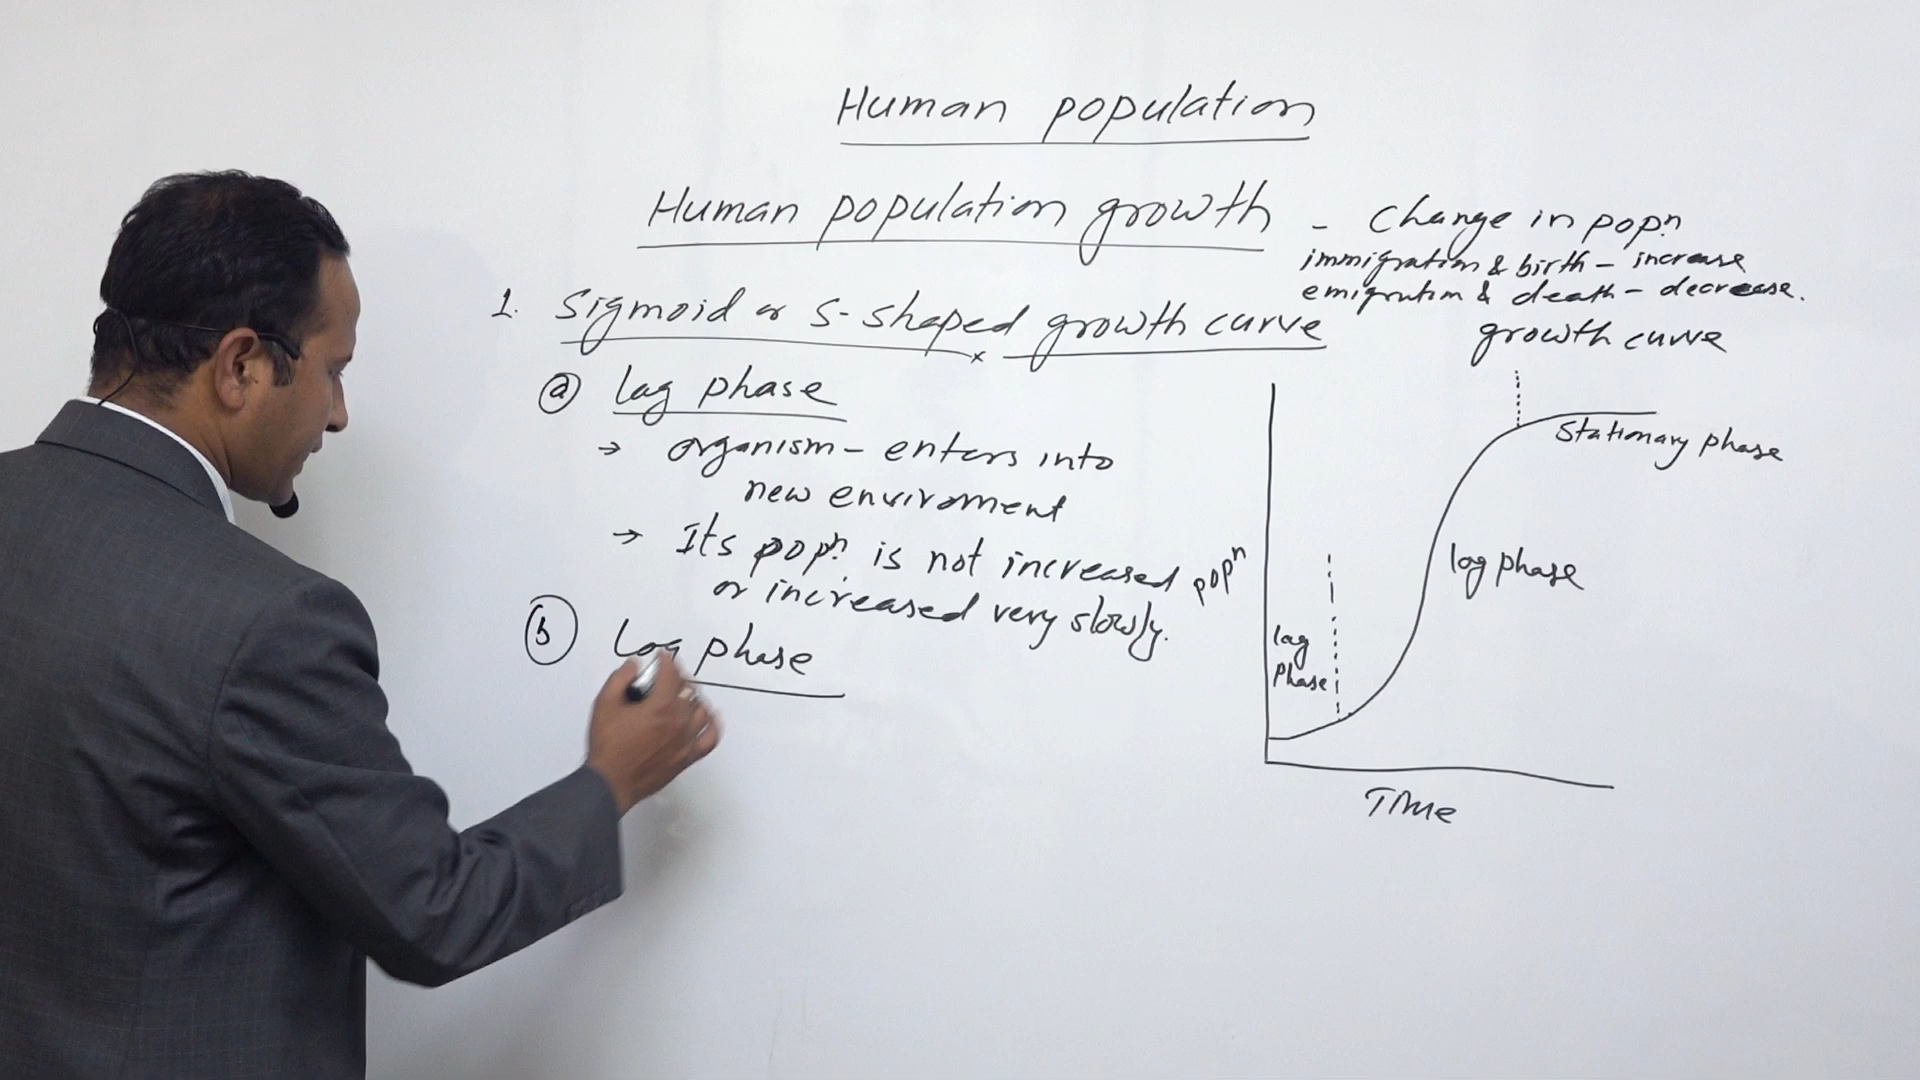 Human population
Human population growth - Change in popn
immigration & birth - increase
emigration & death - decrease.
1. Sigmoid or S-shaped growth curve
growth curve
ⓐ lag phase
→ organism - enters into
new enviroment
→ Its popn is not increased
or increased very slowly.
ⓑ log phase
popn
lag
phase
log phase
Stationary phase
Time